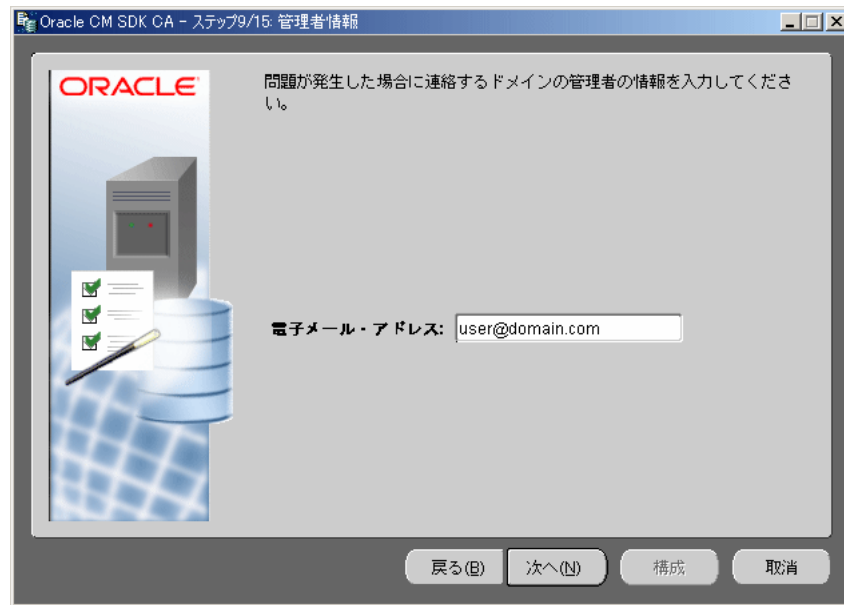 Oracle CM SDK CA - ステップ9/15: 管理者情報
ORACLE
問題が発生した場合に連絡するドメインの管理者の情報を入力してくださ
い。
電子メール・アドレス: user@domain.com
戻る(B) 次へ(N) 構成 取消